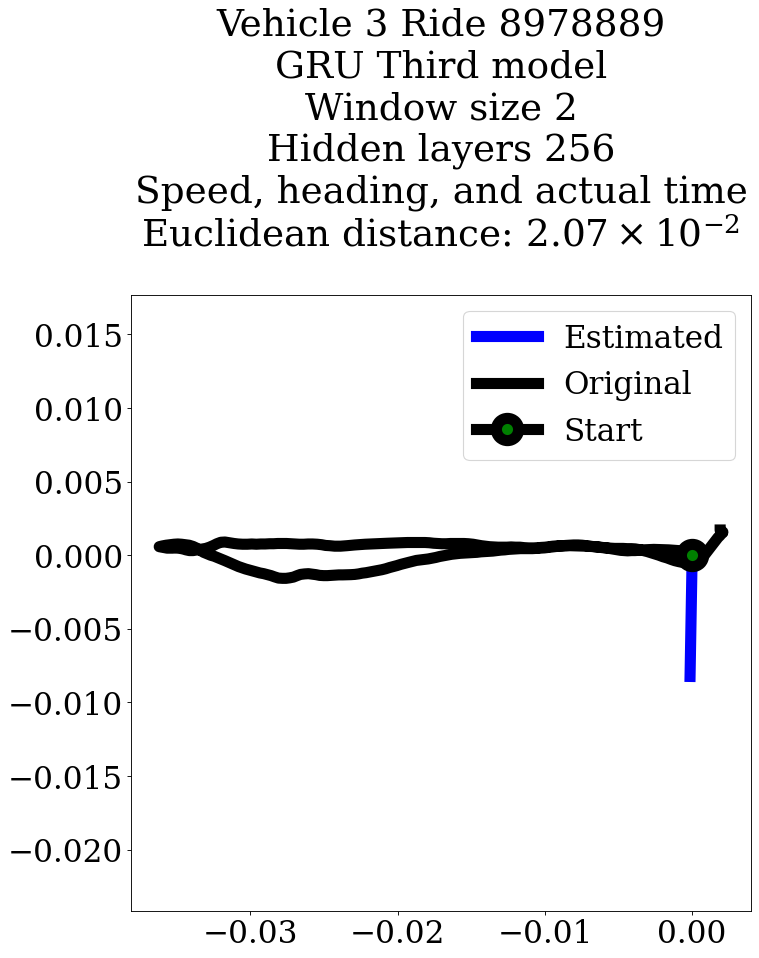 Vehicle 3 Ride 8978889
GRU Third model
Window size 2
Hidden layers 256
Speed, heading, and actual time
Euclidean distance: 2.07 × 10⁻²
Estimated
Original
Start
0.015
0.010
0.005
0.000
−0.005
−0.010
−0.015
−0.020
−0.03 −0.02 −0.01 0.00